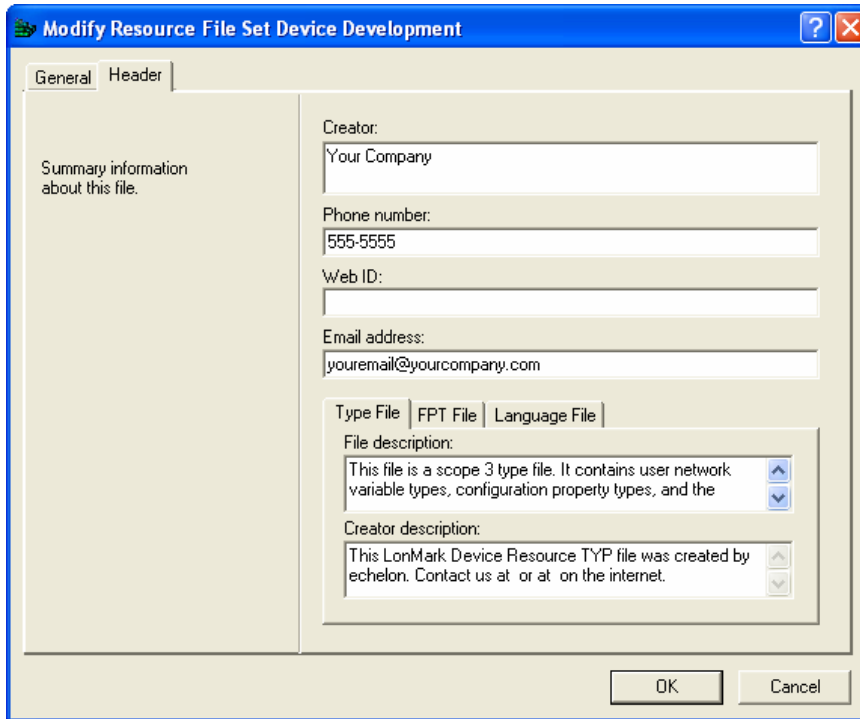 Modify Resource File Set Device Development
General
Header
Summary information
about this file.
Creator:
Your Company
Phone number:
555-5555
Web ID:
Email address:
youremail@yourcompany.com
Type File
FPT File
Language File
File description:
This file is a scope 3 type file. It contains user network
variable types, configuration property types, and the
Creator description:
This LonMark Device Resource TYP file was created by
echelon. Contact us at  or at  on the internet.
OK
Cancel